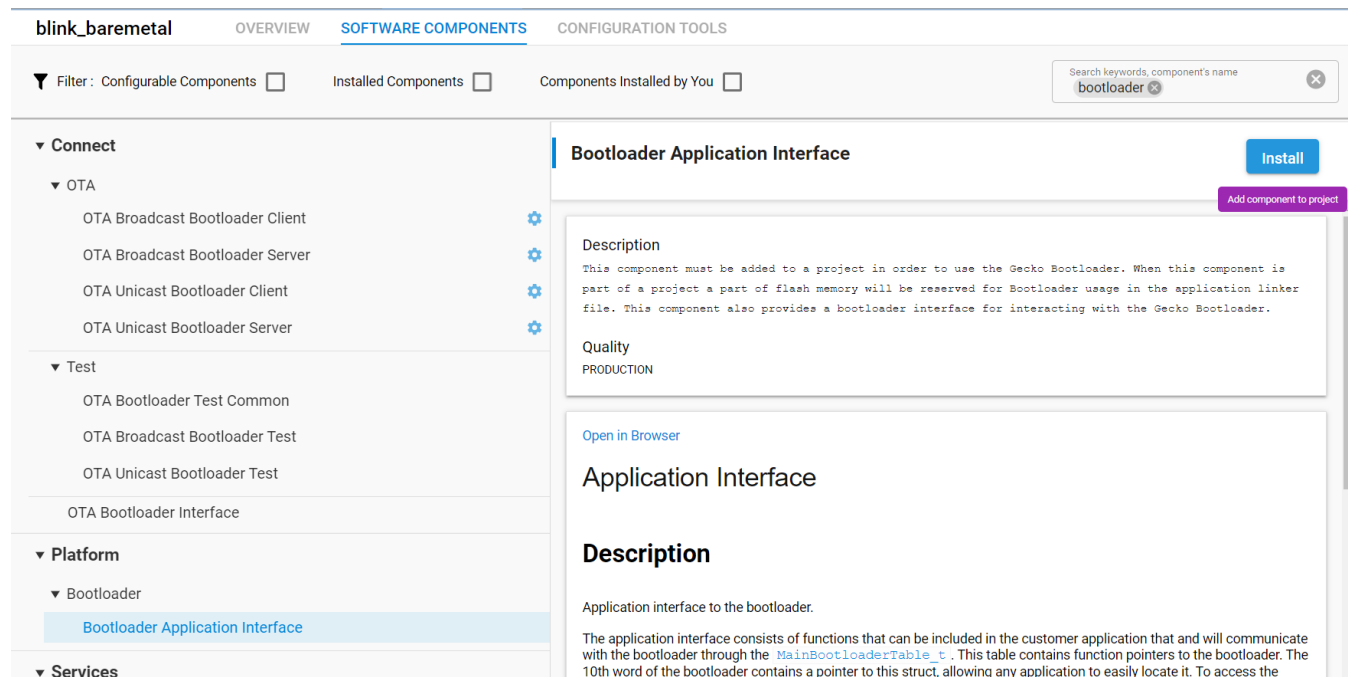 blink_baremetal OVERVIEW SOFTWARE COMPONENTS CONFIGURATION TOOLS
Filter : Configurable Components Installed Components Components Installed by You
Search keywords, component's name
bootloader
Connect
OTA
OTA Broadcast Bootloader Client
OTA Broadcast Bootloader Server
OTA Unicast Bootloader Client
OTA Unicast Bootloader Server
Test
OTA Bootloader Test Common
OTA Broadcast Bootloader Test
OTA Unicast Bootloader Test
OTA Bootloader Interface
Platform
Bootloader
Bootloader Application Interface
Services
Bootloader Application Interface
Install
Add component to project
Description
This component must be added to a project in order to use the Gecko Bootloader. When this component is
part of a project a part of flash memory will be reserved for Bootloader usage in the application linker
file. This component also provides a bootloader interface for interacting with the Gecko Bootloader.
Quality
PRODUCTION
Open in Browser
Application Interface
Description
Application interface to the bootloader.
The application interface consists of functions that can be included in the customer application that and will communicate
with the bootloader through the MainBootloaderTable_t . This table contains function pointers to the bootloader. The
10th word of the bootloader contains a pointer to this struct, allowing any application to easily locate it. To access the